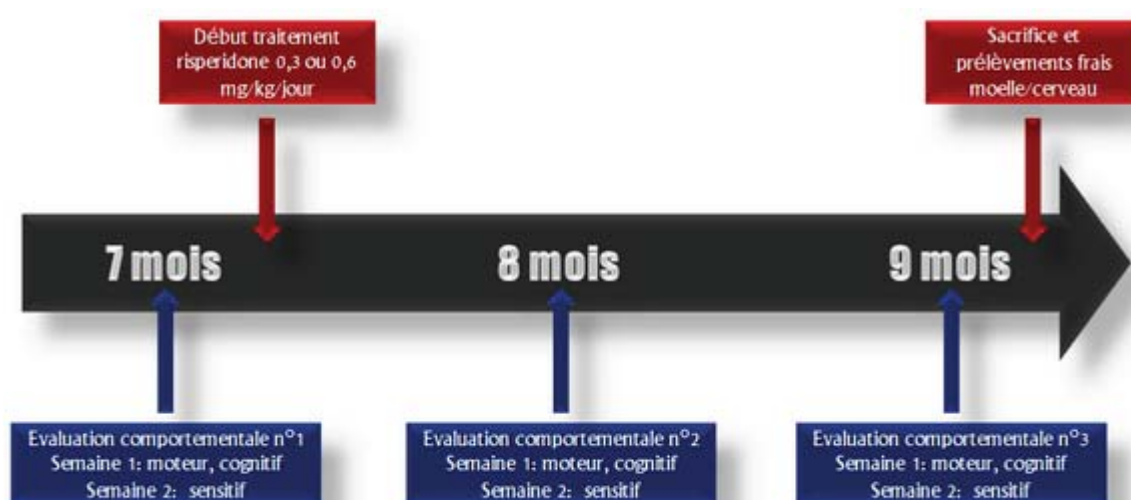 Début traitement
risperidone 0,3 ou 0,6
mg/kg/jour
Sacrifice et
prélèvements frais
moelle/cerveau
7 mois
8 mois
9 mois
Evaluation comportementale n°1
Semaine 1: moteur, cognitif
Semaine 2: sensitif
Evaluation comportementale n°2
Semaine 1: moteur, cognitif
Semaine 2: sensitif
Evaluation comportementale n°3
Semaine 1: moteur, cognitif
Semaine 2: sensitif